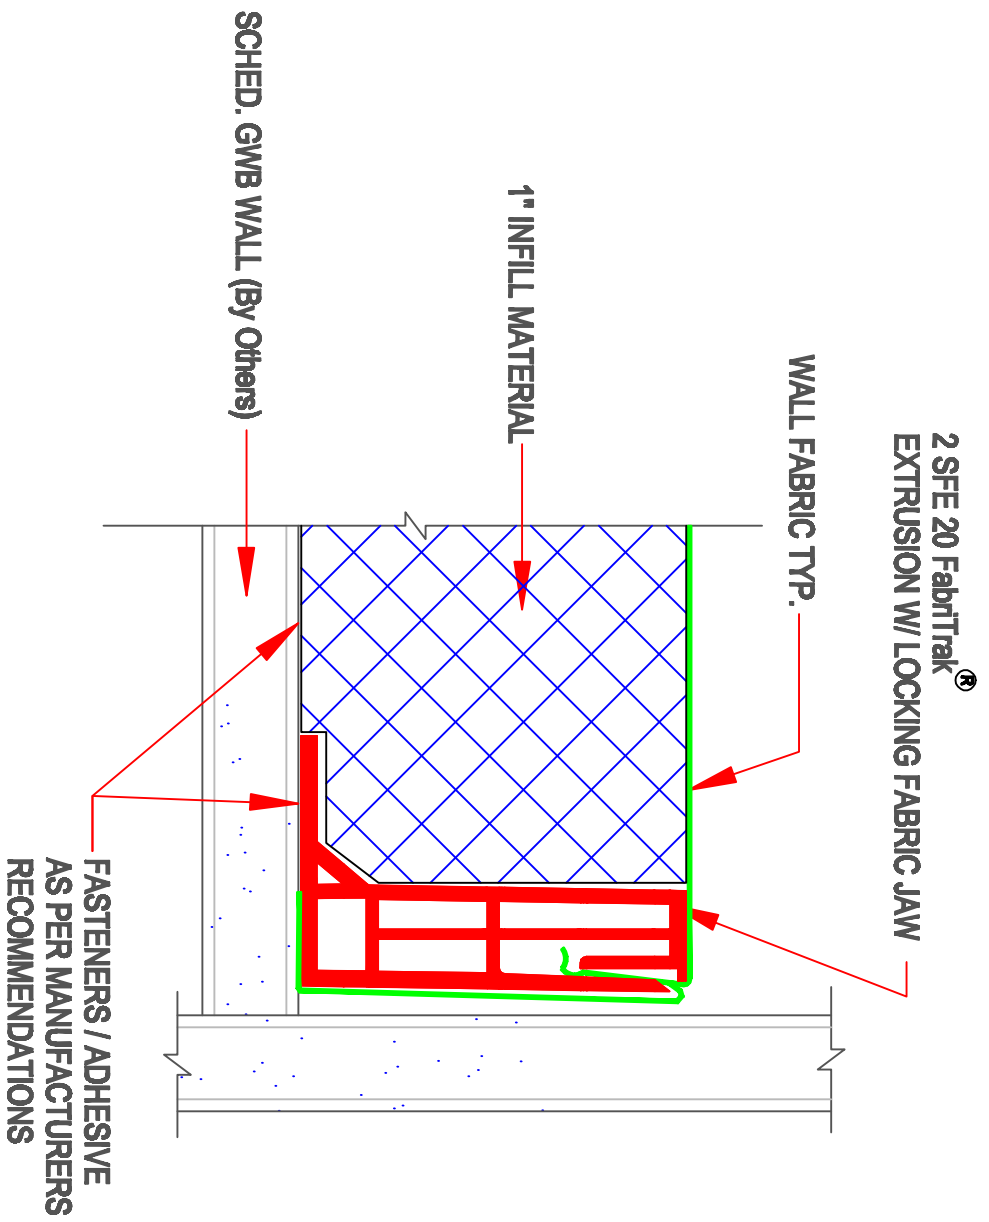 2 SFE 20 FabriTrak®
EXTRUSION W/ LOCKING FABRIC JAW
WALL FABRIC TYP.
1" INFILL MATERIAL
SCHED. GWB WALL (By Others)
FASTENERS / ADHESIVE
AS PER MANUFACTURERS
RECOMMENDATIONS